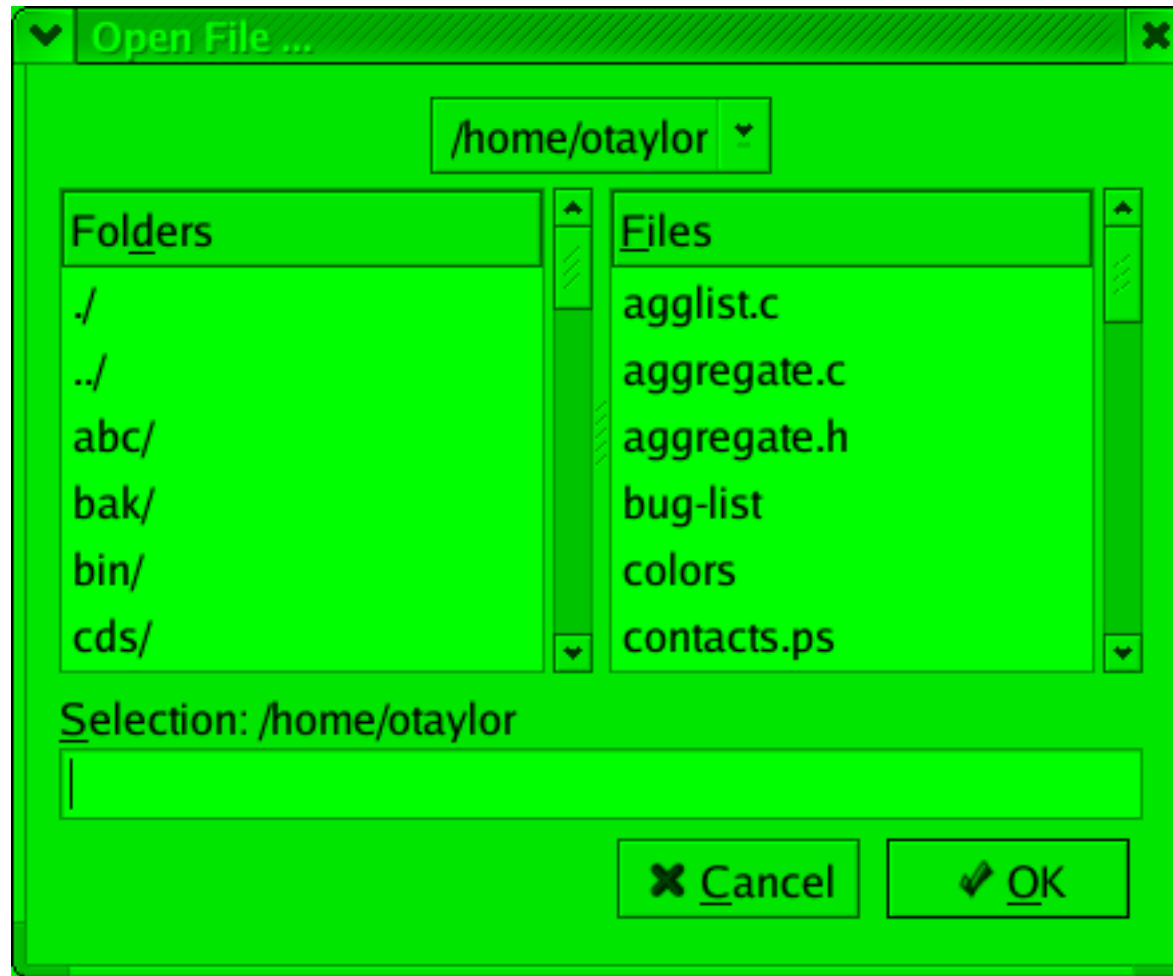 Open File ...
/home/otaylor
Folders
./
../
abc/
bak/
bin/
cds/
Files
agglist.c
aggregate.c
aggregate.h
bug-list
colors
contacts.ps
Selection: /home/otaylor
Cancel
OK